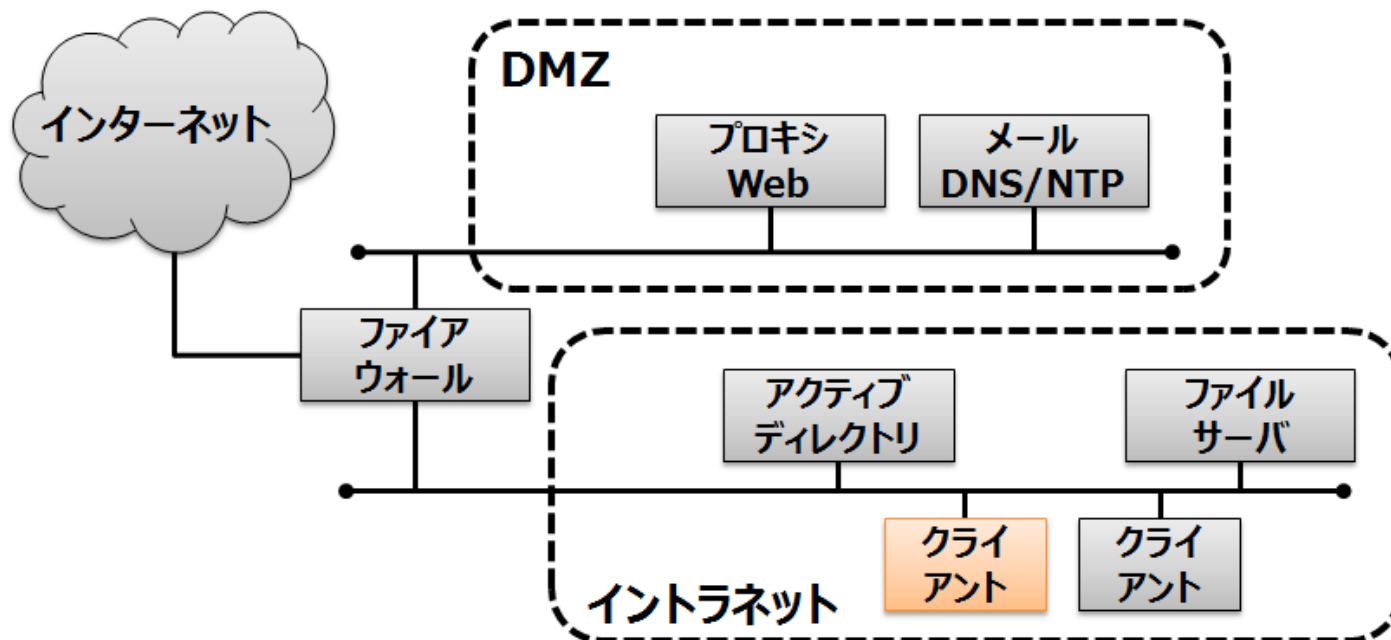 インターネット
DMZ
プロキシ
Web
メール
DNS/NTP
ファイア
ウォール
アクティブ
ディレクトリ
ファイル
サーバ
クライ
アント
クライ
アント
イントラネット